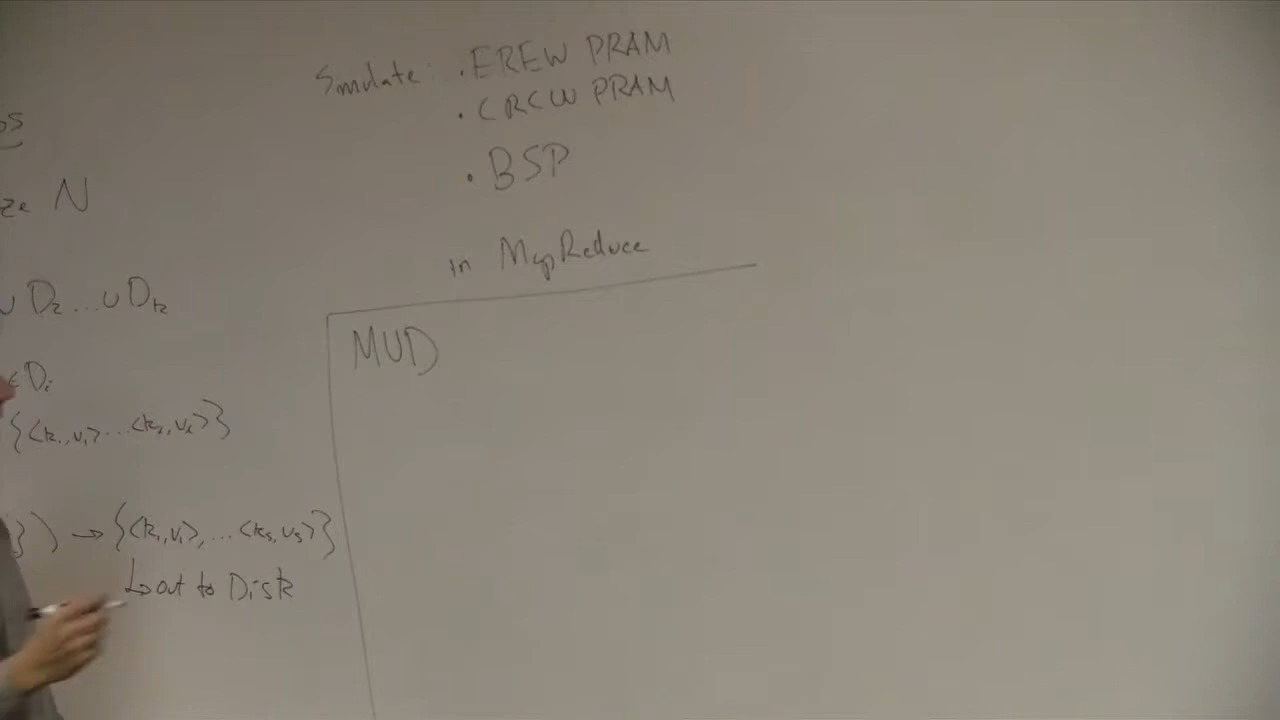 Simulate: • EREW PRAM
• CRCW PRAM
• BSP
in MapReduce
ze N
∪ D₂ ... ∪ Dₖ
∈ Dᵢ
{<k₁,v₁>...<kₛ,vₛ>}
}) → {<k₁,v₁>,...<kₛ,vₛ>}
↳ out to Disk
MUD